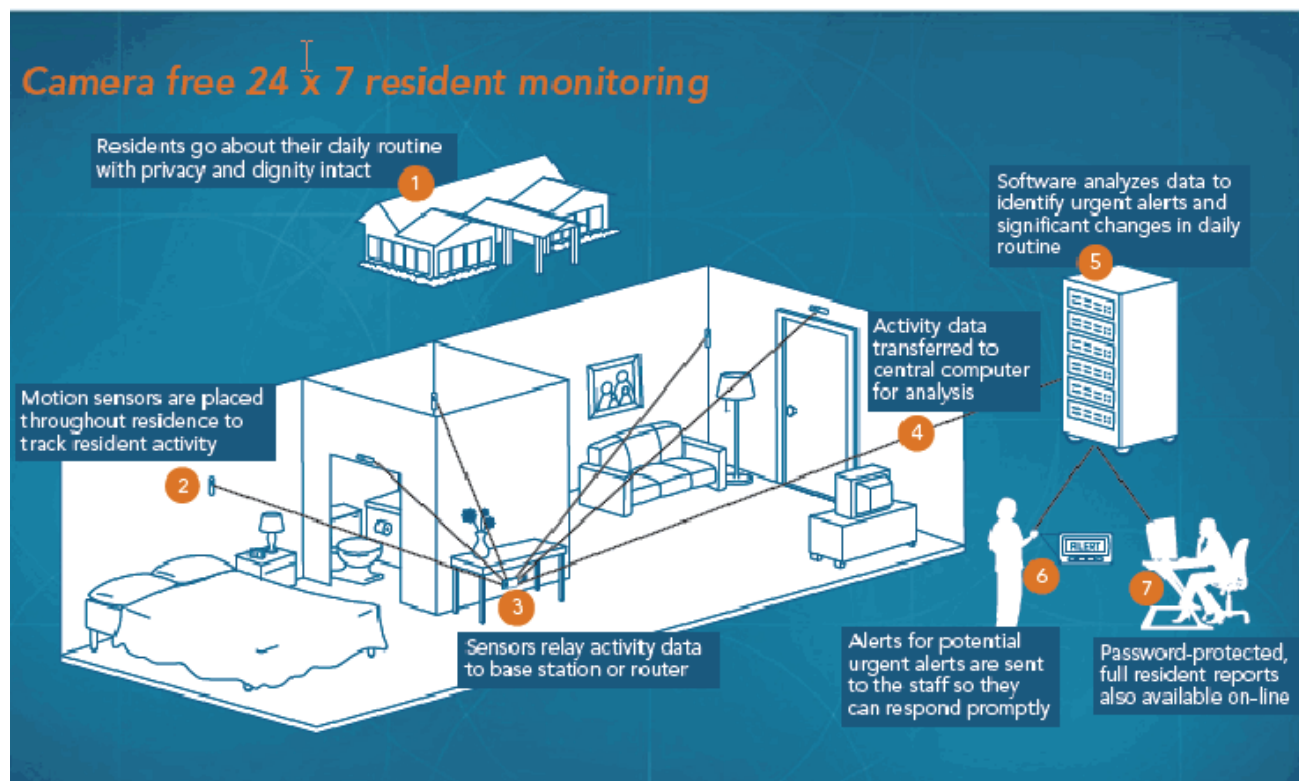 Camera free 24 x 7 resident monitoring
Residents go about their daily routine
with privacy and dignity intact
1
Software analyzes data to
identify urgent alerts and
significant changes in daily
routine
5
Activity data
transferred to
central computer
for analysis
4
Motion sensors are placed
throughout residence to
track resident activity
2
3
Sensors relay activity data
to base station or router
ALERT
6
7
Alerts for potential
urgent alerts are sent
to the staff so they
can respond promptly
Password-protected,
full resident reports
also available on-line